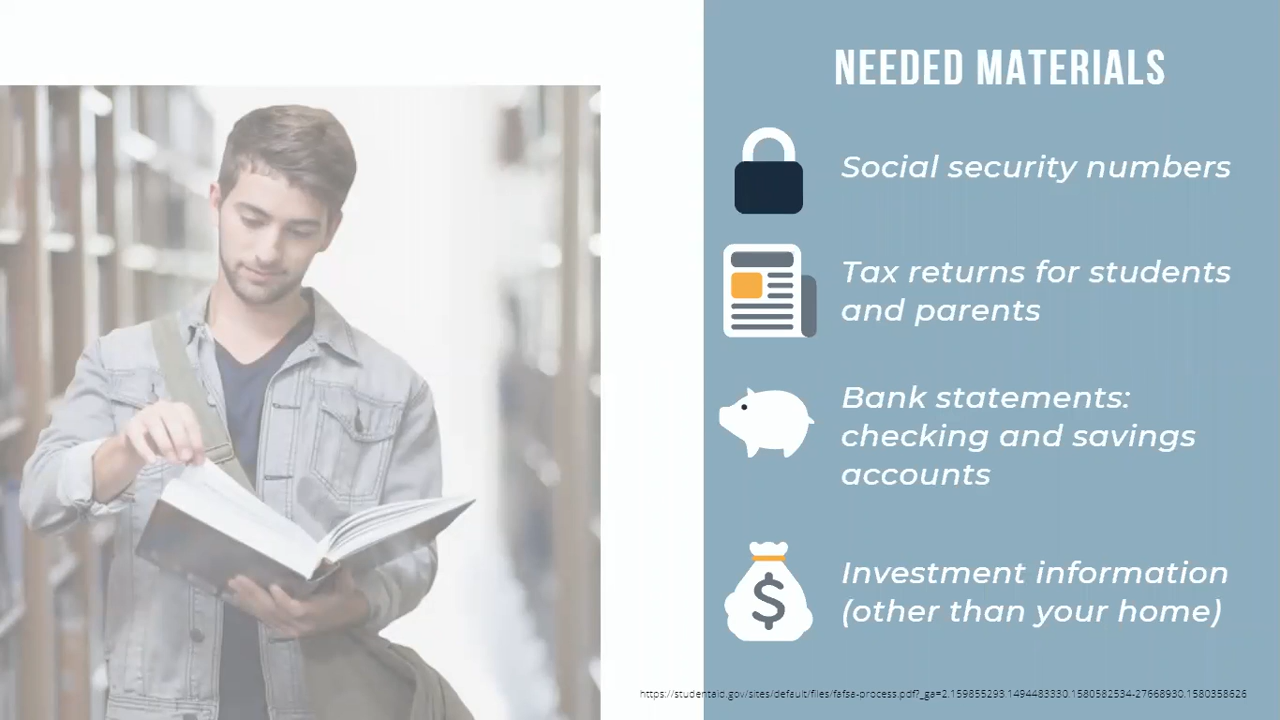 NEEDED MATERIALS
Social security numbers
Tax returns for students
and parents
Bank statements:
checking and savings
accounts
Investment information
(other than your home)
https://studentaid.gov/sites/default/files/fafsa-process.pdf?_ga=2.159855293.1494483330.1580582534-27668930.1580358626